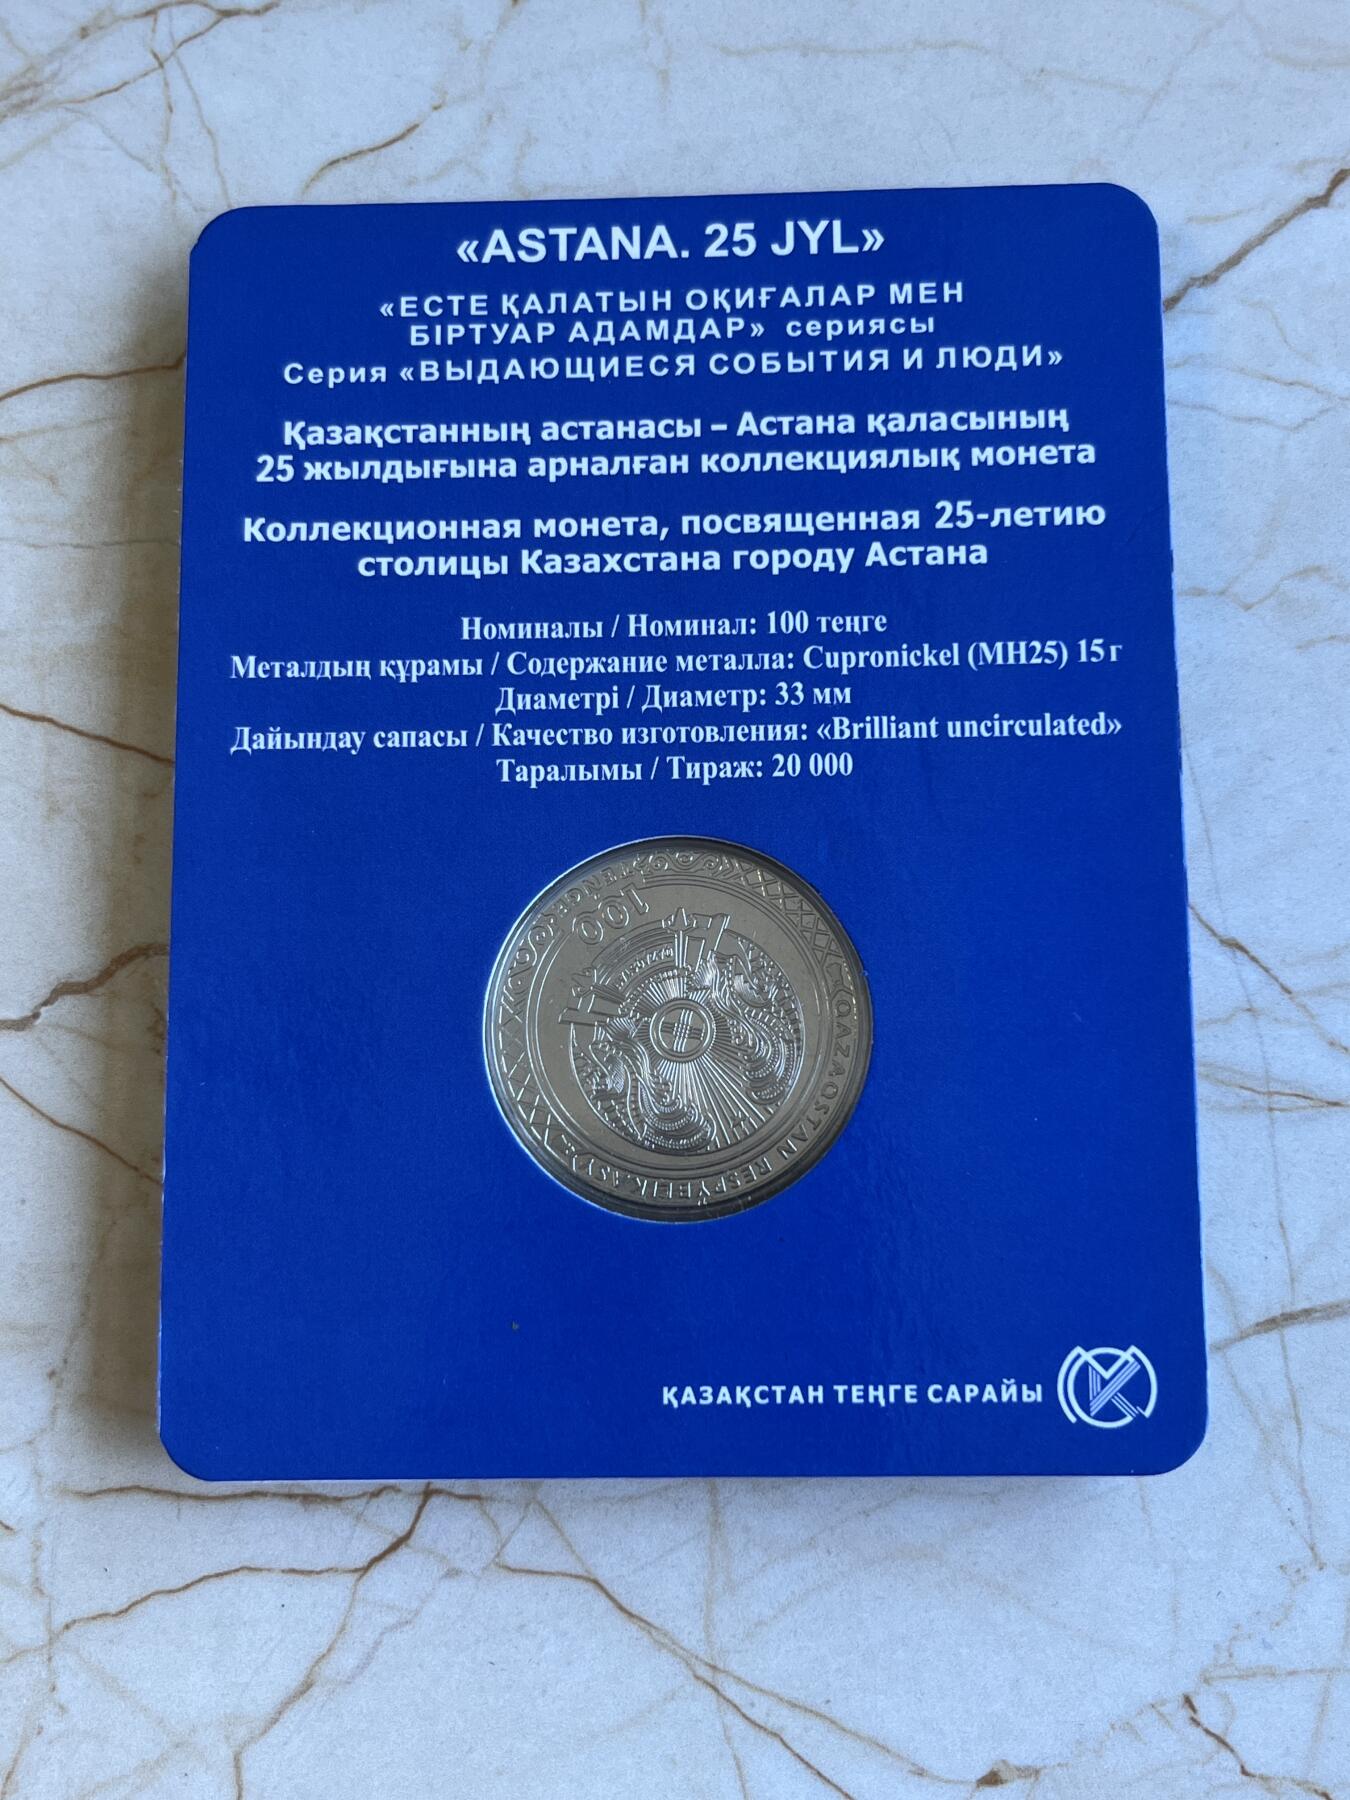 «ASTANA. 25 JYL»
«ЕСТЕ ҚАЛАТЫН ОҚИҒАЛАР МЕН
БІРТУАР АДАМДАР» сериясы
Серия «ВЫДАЮЩИЕСЯ СОБЫТИЯ И ЛЮДИ»
Қазақстанның астанасы – Астана қаласының
25 жылдығына арналған коллекциялық монета
Коллекционная монета, посвященная 25-летию
столицы Казахстана городу Астана
Номиналы / Номинал: 100 теңге
Металдың құрамы / Содержание металла: Cupronickel (МН25) 15 г
Диаметрі / Диаметр: 33 мм
Дайындау сапасы / Качество изготовления: «Brilliant uncirculated»
Таралымы / Тираж: 20 000
100
TEŃGE
QAZAQSTAN RESPÝBLIKASY
ҚАЗАҚСТАН ТЕҢГЕ САРАЙЫ